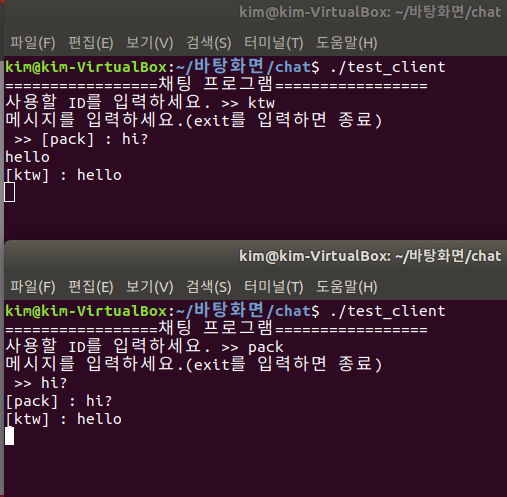 kim@kim-VirtualBox: ~/바탕화면/chat
파일(F) 편집(E) 보기(V) 검색(S) 터미널(T) 도움말(H)
kim@kim-VirtualBox:~/바탕화면/chat$ ./test_client
=================채팅 프로그램=================
사용할 ID를 입력하세요. >> ktw
메시지를 입력하세요.(exit를 입력하면 종료)
 >> [pack] : hi?
hello
[ktw] : hello
kim@kim-VirtualBox: ~/바탕화면/chat
파일(F) 편집(E) 보기(V) 검색(S) 터미널(T) 도움말(H)
kim@kim-VirtualBox:~/바탕화면/chat$ ./test_client
=================채팅 프로그램=================
사용할 ID를 입력하세요. >> pack
메시지를 입력하세요.(exit를 입력하면 종료)
 >> hi?
[pack] : hi?
[ktw] : hello